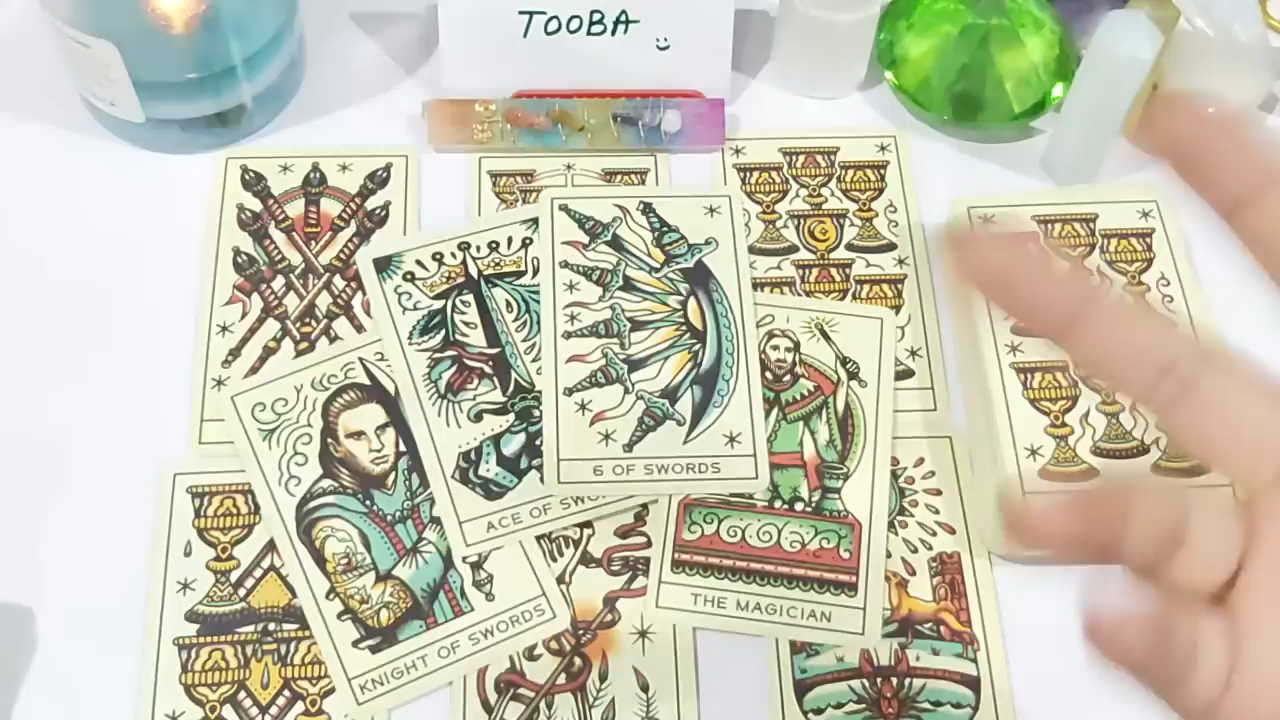 TOOBA
6 OF SWORDS
ACE OF SWO
THE MAGICIAN
KNIGHT OF SWORDS